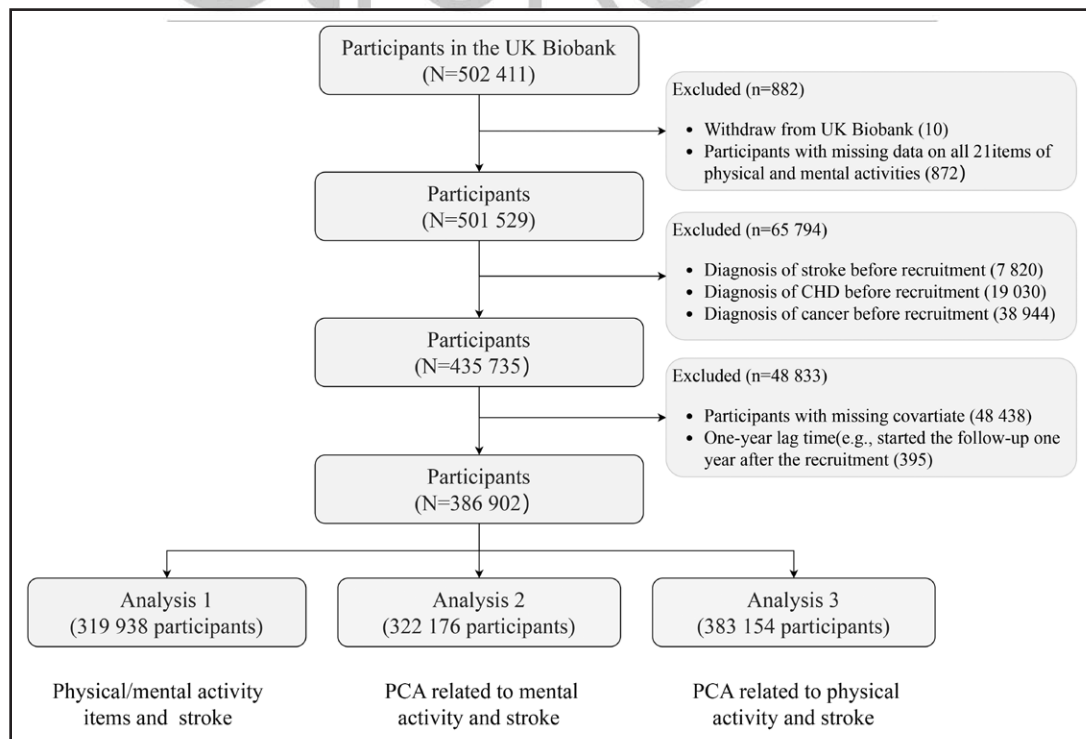 Participants in the UK Biobank
(N=502 411)
Excluded (n=882)
• Withdraw from UK Biobank (10)
• Participants with missing data on all 21items of
physical and mental activities (872)
Participants
(N=501 529)
Excluded (n=65 794)
• Diagnosis of stroke before recruitment (7 820)
• Diagnosis of CHD before recruitment (19 030)
• Diagnosis of cancer before recruitment (38 944)
Participants
(N=435 735)
Excluded (n=48 833)
• Participants with missing covartiate (48 438)
• One-year lag time(e.g., started the follow-up one
year after the recruitment (395)
Participants
(N=386 902)
Analysis 1
(319 938 participants)
Analysis 2
(322 176 participants)
Analysis 3
(383 154 participants)
Physical/mental activity
items and stroke
PCA related to mental
activity and stroke
PCA related to physical
activity and stroke